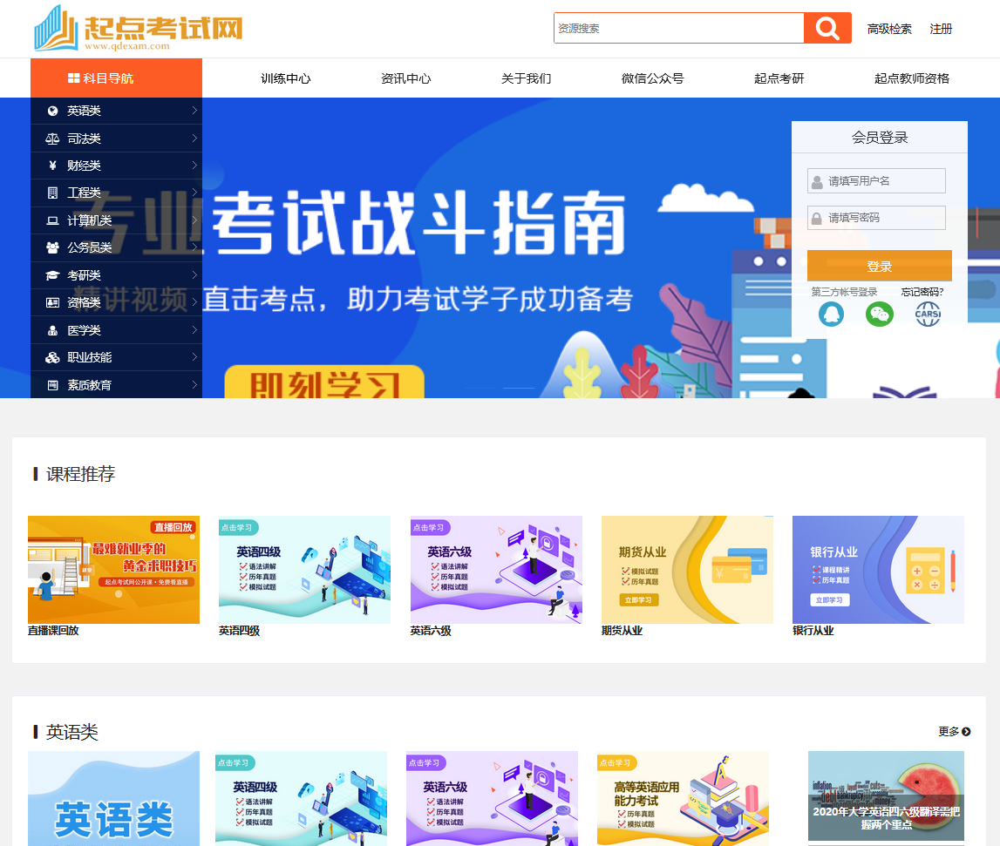 起点考试网
www.qdexam.com
资源搜索
高级检索
注册
科目导航
训练中心
资讯中心
关于我们
微信公众号
起点考研
起点教师资格
英语类
司法类
财经类
工程类
计算机类
公务员类
考研类
资格类
医学类
职业技能
素质教育
专业考试战斗指南
精讲视频 直击考点，助力考试学子成功备考
即刻学习
会员登录
请填写用户名
请填写密码
登录
第三方帐号登录
忘记密码?
CARSI
课程推荐
直播回放
最难就业季的
黄金求职技巧
起点考试网公开课·免费看直播
直播课回放
点击学习
英语四级
语法讲解
历年真题
模拟试题
英语四级
点击学习
英语六级
语法讲解
历年真题
模拟试题
英语六级
期货从业
模拟试题
历年真题
立即学习
期货从业
银行从业
课程精讲
历年真题
立即学习
银行从业
英语类
更多
英语类
点击学习
英语四级
语法讲解
历年真题
模拟试题
点击学习
英语六级
语法讲解
历年真题
模拟试题
点击学习
高等英语应用
能力考试
历年真题
模拟试题
inflation
debt
bankruptcy
cuts
money
2020年大学英语四六级翻译需把
握两个重点